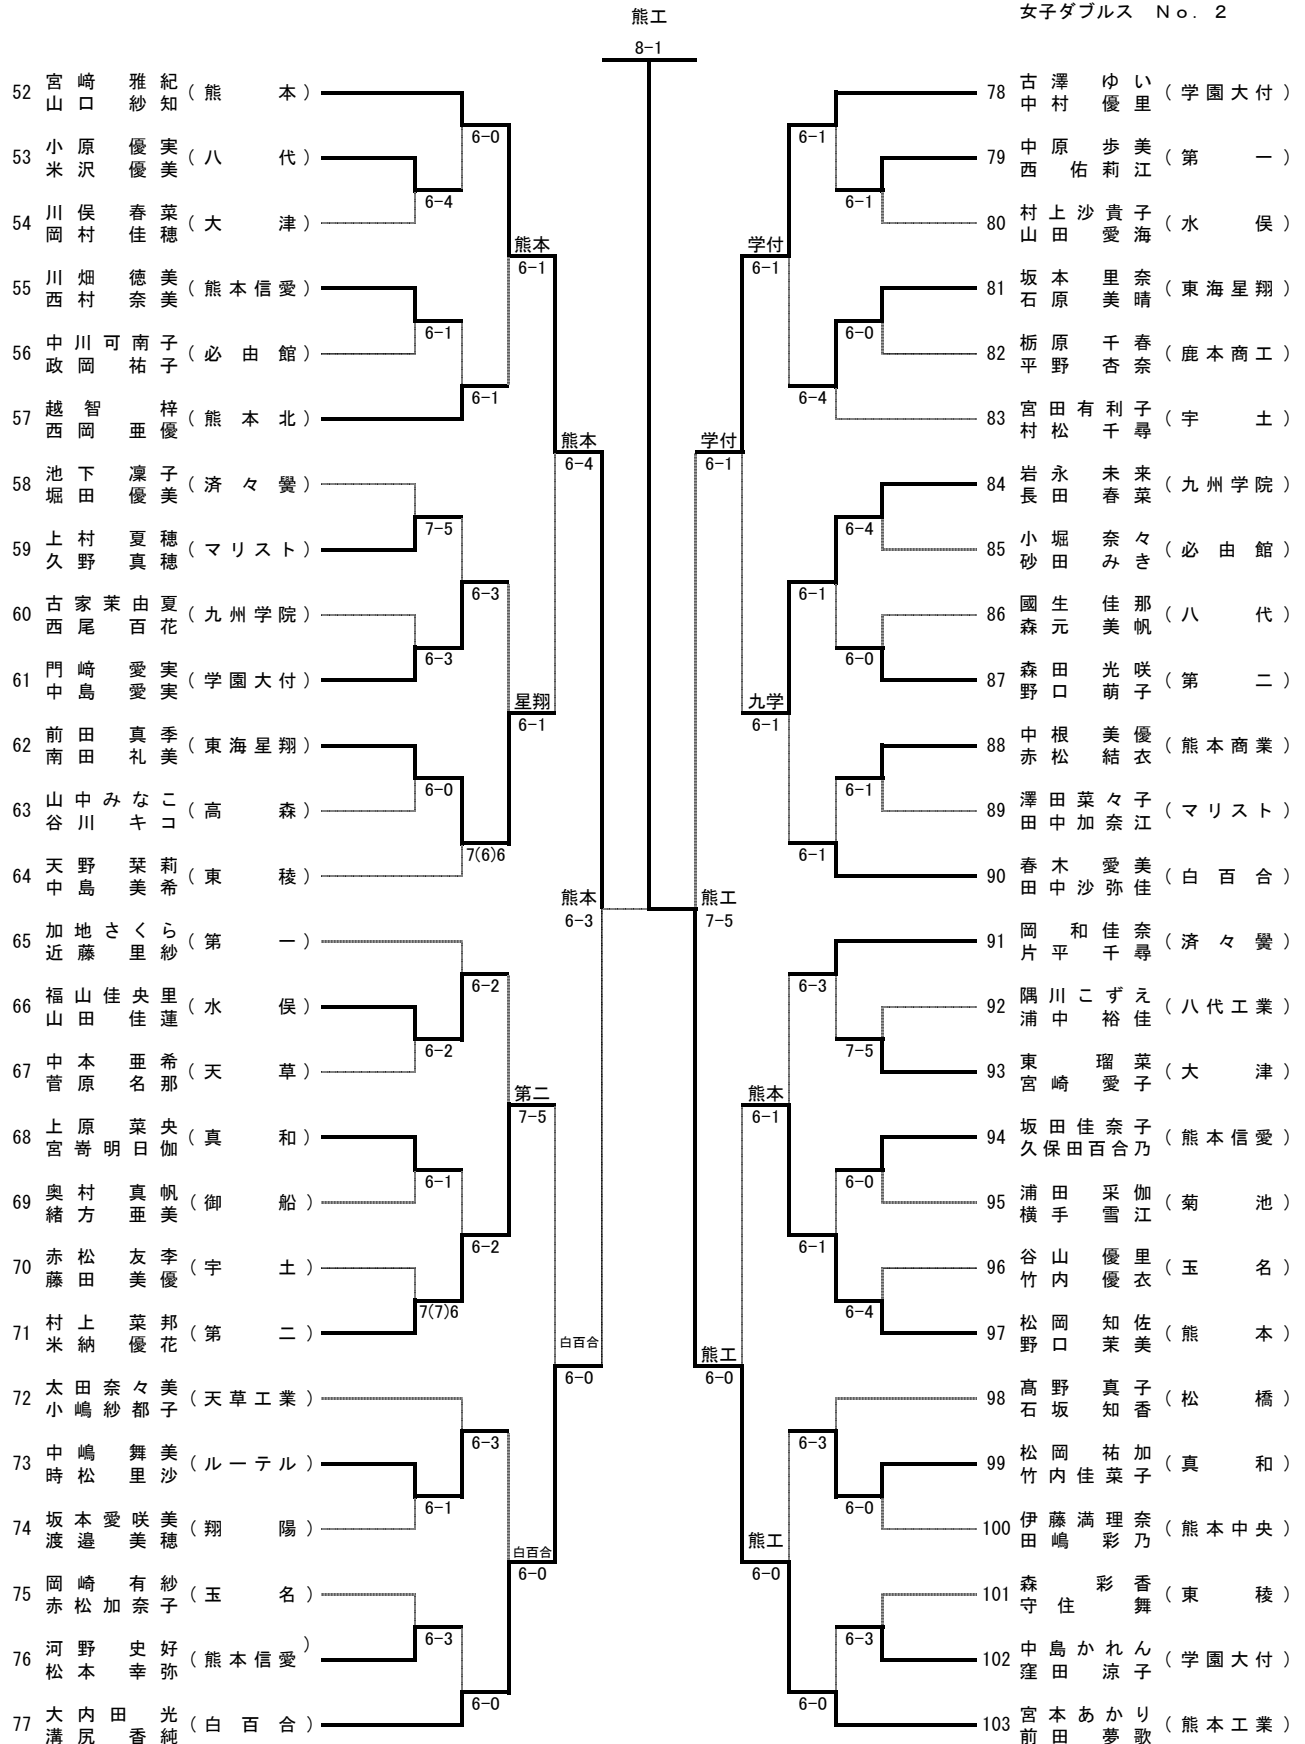 女子ダブルス Ｎｏ．２
熊工
8-1
52 宮﨑 雅紀 山口 紗知 （熊本）
53 小原 優実 米沢 優美 （八代）
54 川俣 春菜 岡村 佳穂 （大津）
55 川畑 徳美 西村 奈美 （熊本信愛）
56 中川可南子 政岡 祐子 （必由館）
57 越智 梓 西岡 亜優 （熊本北）
58 池下 凜子 堀田 優美 （済々黌）
59 上村 夏穂 久野 真穂 （マリスト）
60 古家茉由夏 西尾 百花 （九州学院）
61 門﨑 愛実 中島 愛実 （学園大付）
62 前田 真季 南田 礼美 （東海星翔）
63 山中みなこ 谷川 キコ （高森）
64 天野 栞莉 中島 美希 （東稜）
65 加地さくら 近藤 里紗 （第一）
66 福山佳央里 山田 佳蓮 （水俣）
67 中本 亜希 菅原 名那 （天草）
68 上原 菜央 宮嵜明日伽 （真和）
69 奥村 真帆 緒方 亜美 （御船）
70 赤松 友李 藤田 美優 （宇土）
71 村上 菜邦 米納 優花 （第二）
72 太田奈々美 小嶋紗都子 （天草工業）
73 中嶋 舞美 時松 里沙 （ルーテル）
74 坂本愛咲美 渡邉 美穂 （翔陽）
75 岡崎 有紗 赤松加奈子 （玉名）
76 河野 史好 松本 幸弥 （熊本信愛）
77 大内田 光 溝尻 香純 （白百合）
6-0
6-4
6-1
6-1
7-5
6-3
6-3
6-0
7(6)6
6-2
6-2
6-1
6-2
7(7)6
6-3
6-1
6-3
6-0
熊本
6-1
星翔
6-1
第二
7-5
白百合
6-0
熊本
6-4
白百合
6-0
熊本
6-3
熊工
7-5
学付
6-1
熊工
6-0
学付
6-1
九学
6-1
熊本
6-1
熊工
6-0
6-1
6-1
6-0
6-4
6-4
6-1
6-0
6-1
6-1
6-3
7-5
6-0
6-1
6-4
6-3
6-0
6-3
6-0
78 古澤 ゆい 中村 優里 （学園大付）
79 中原 歩美 西 佑莉江 （第一）
80 村上沙貴子 山田 愛海 （水俣）
81 坂本 里奈 石原 美晴 （東海星翔）
82 栃原 千春 平野 杏奈 （鹿本商工）
83 宮田有利子 村松 千尋 （宇土）
84 岩永 未来 長田 春菜 （九州学院）
85 小堀 奈々 砂田 みき （必由館）
86 國生 佳那 森元 美帆 （八代）
87 森田 光咲 野口 萌子 （第二）
88 中根 美優 赤松 結衣 （熊本商業）
89 澤田菜々子 田中加奈江 （マリスト）
90 春木 愛美 田中沙弥佳 （白百合）
91 岡 和佳奈 片平 千尋 （済々黌）
92 隅川こずえ 浦中 裕佳 （八代工業）
93 東 瑠菜 宮崎 愛子 （大津）
94 坂田佳奈子 久保田百合乃 （熊本信愛）
95 浦田 采伽 横手 雪江 （菊池）
96 谷山 優里 竹内 優衣 （玉名）
97 松岡 知佐 野口 茉美 （熊本）
98 髙野 真子 石坂 知香 （松橋）
99 松岡 祐加 竹内佳菜子 （真和）
100 伊藤満理奈 田嶋 彩乃 （熊本中央）
101 森 彩香 守住 舞 （東稜）
102 中島かれん 窪田 涼子 （学園大付）
103 宮本あかり 前田 夢歌 （熊本工業）